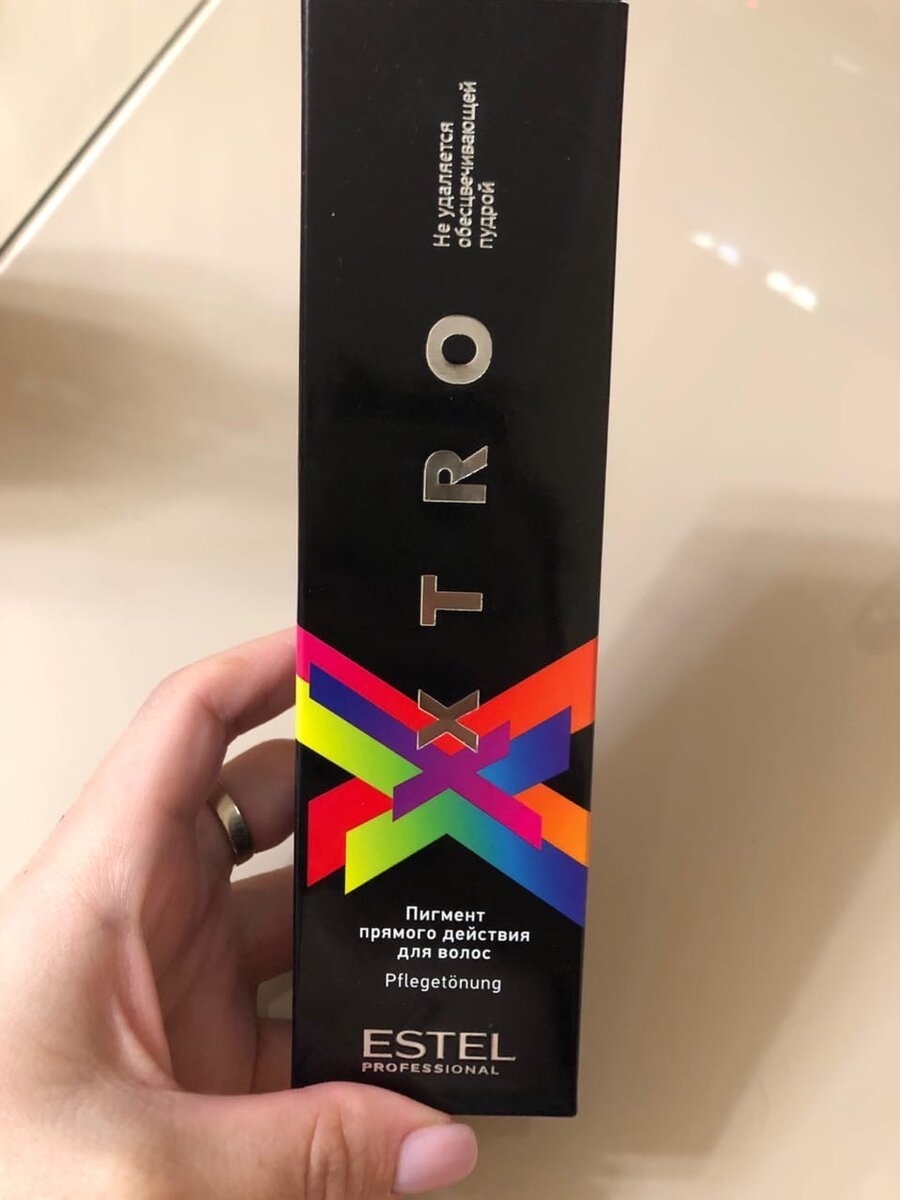 Не удаляется
обесцвечивающей
пудрой
XTRO
Пигмент
прямого действия
для волос
Pflegetönung
ESTEL
PROFESSIONAL